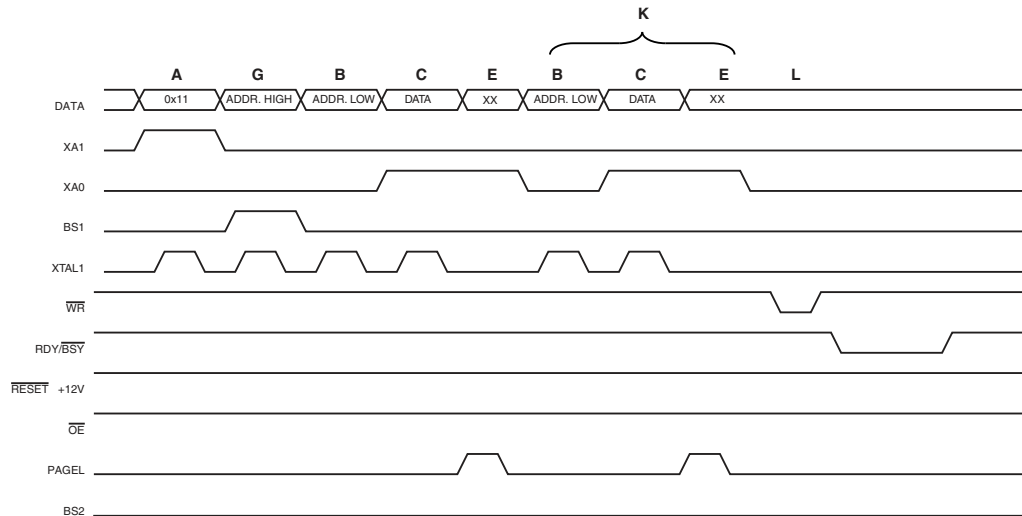 K
A G B C E B C E L
DATA 0x11 ADDR. HIGH ADDR. LOW DATA XX ADDR. LOW DATA XX
XA1
XA0
BS1
XTAL1
WR
RDY/BSY
RESET +12V
OE
PAGEL
BS2